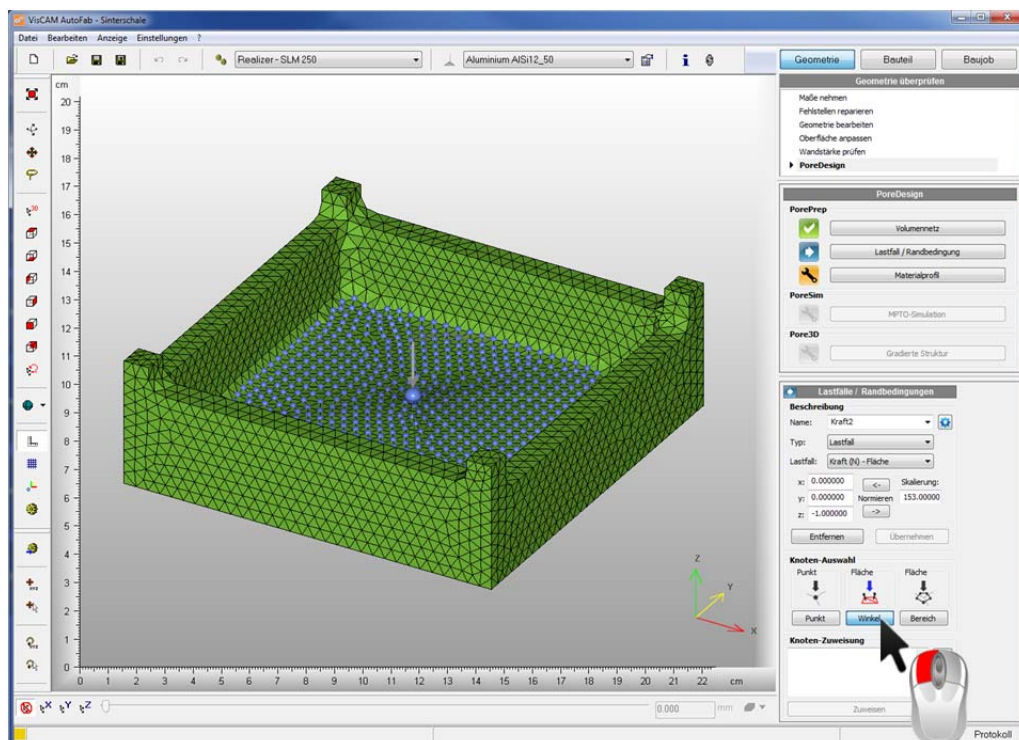 VisCAM AutoFab - Sinterschale
Datei Bearbeiten Anzeige Einstellungen ?
Realizer - SLM 250
Aluminium AlSi12_50
Geometrie Bauteil Baujob
Geometrie überprüfen
Maße nehmen
Fehlstellen reparieren
Geometrie bearbeiten
Oberfläche anpassen
Wandstärke prüfen
PoreDesign
PoreDesign
PorePrep
Volumennetz
Lastfall / Randbedingung
Materialprofil
PoreSim
MPTO-Simulation
Pore3D
Gradierte Struktur
Lastfälle / Randbedingungen
Beschreibung
Name: Kraft2
Typ: Lastfall
Lastfall: Kraft (N) - Fläche
x: 0.000000 <- Skalierung:
y: 0.000000 Normieren 153.00000
z: -1.000000 ->
Entfernen Übernehmen
Knoten-Auswahl
Punkt Fläche Fläche
Punkt Winkel Bereich
Knoten-Zuweisung
Zuweisen
cm
20
19
18
17
16
15
14
13
12
11
10
9
8
7
6
5
4
3
2
1
0
0 1 2 3 4 5 6 7 8 9 10 11 12 13 14 15 16 17 18 19 20 21 22 cm
Z
Y
X
X Y Z
0.000 mm
Protokoll